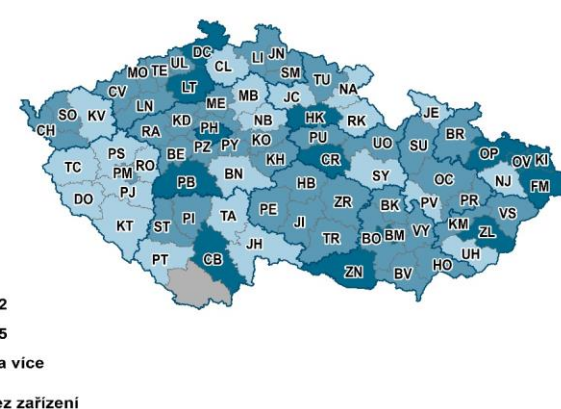 DC
LI JN
UL CL
MO TE SM
LT TU
CV NA
MB JC JE
LN ME
SO KV HK
KD NB RK BR
CH RA PH PU
PZ PY KO UO SU
PS BE OP OV KI
TC RO KH CR
PM BN SY OC NJ FM
PJ PB HB
DO PV PR
ZR BK VS
KT ST PI TA PE JI KM
BO BM VY ZL
JH TR
PT CB UH
ZN BV HO
2
5
a více
ez zařízení